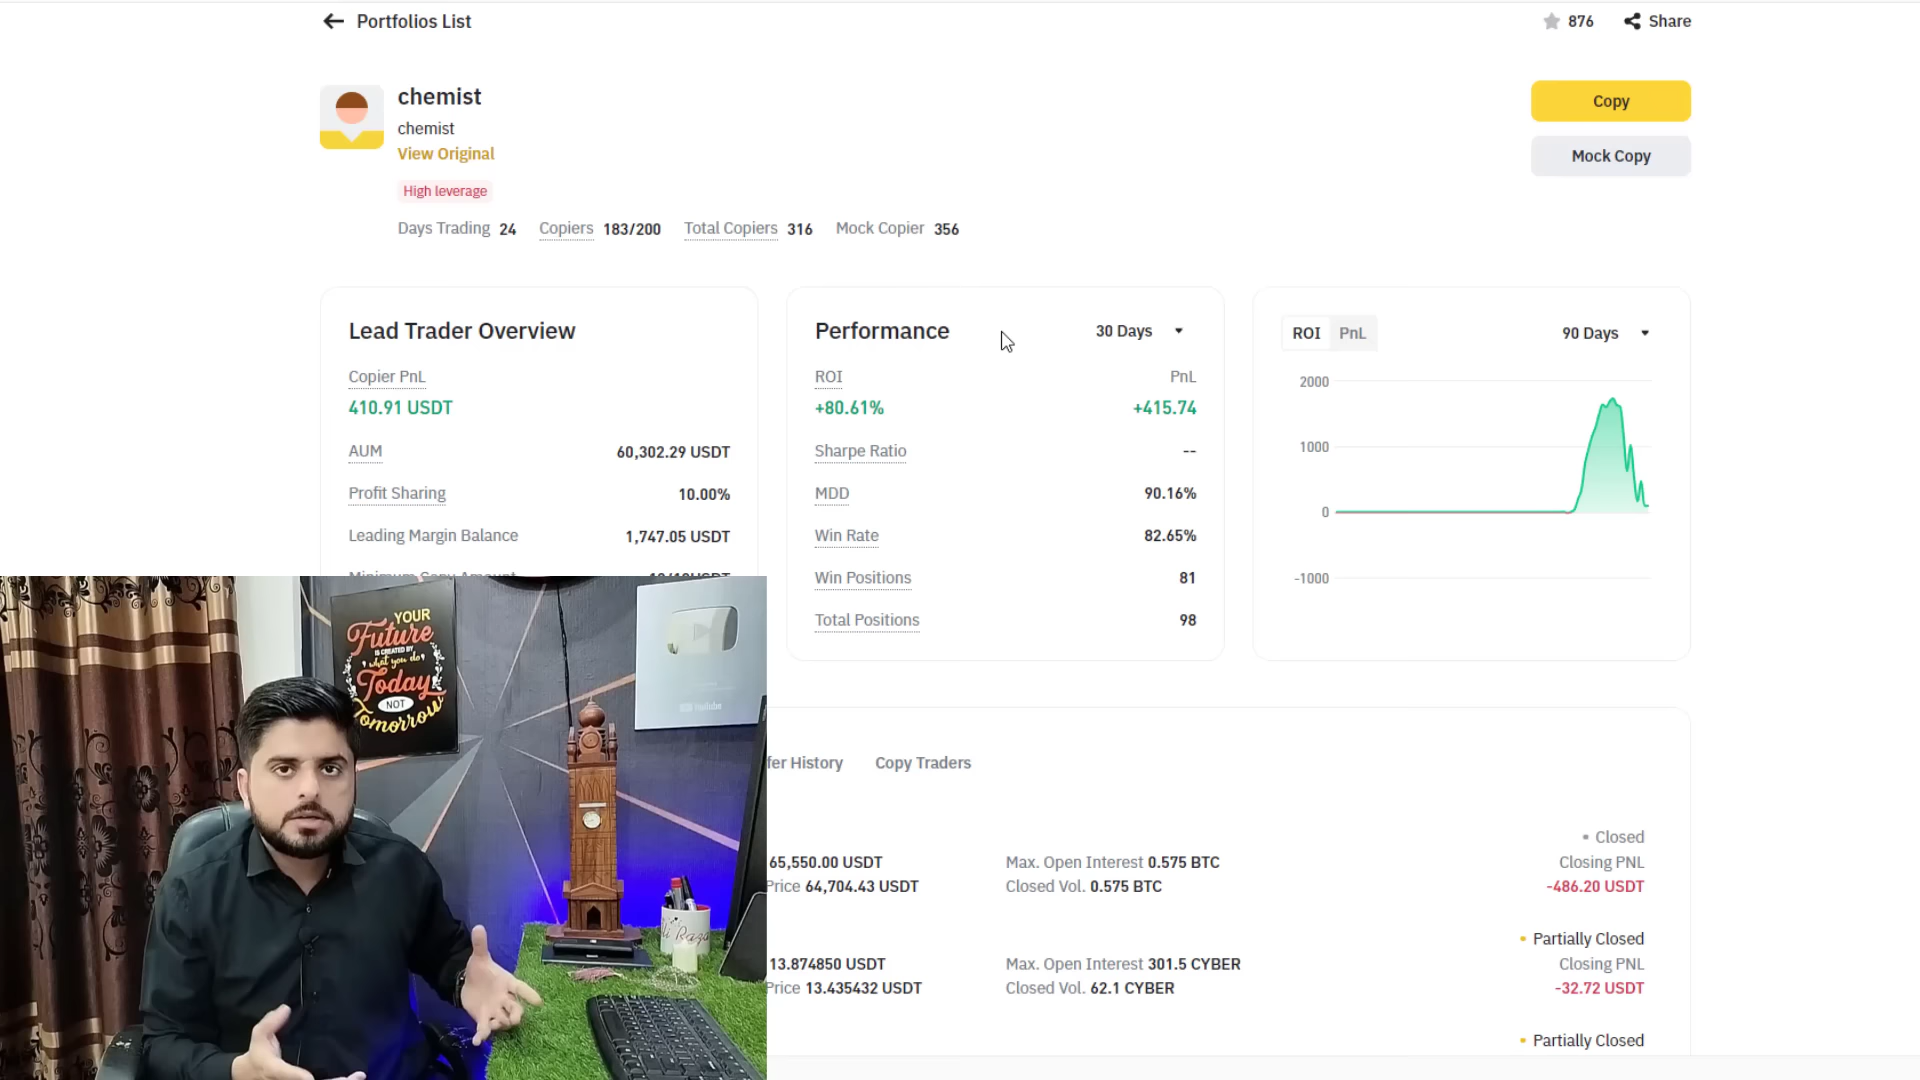 Portfolios List
876
Share
chemist
chemist
View Original
High leverage
Days Trading 24 Copiers 183/200 Total Copiers 316 Mock Copier 356
Copy
Mock Copy
Lead Trader Overview
Copier PnL
410.91 USDT
AUM 60,302.29 USDT
Profit Sharing 10.00%
Leading Margin Balance 1,747.05 USDT
Performance 30 Days
ROI PnL
+80.61% +415.74
Sharpe Ratio --
MDD 90.16%
Win Rate 82.65%
Win Positions 81
Total Positions 98
ROI PnL 90 Days
2000
1000
0
-1000
YOUR
Future
IS CREATED BY
what you do
Today
NOT
Tomorrow
YouTube
fer History Copy Traders
Closed
65,550.00 USDT Max. Open Interest 0.575 BTC Closing PNL
Price 64,704.43 USDT Closed Vol. 0.575 BTC -486.20 USDT
Partially Closed
13.874850 USDT Max. Open Interest 301.5 CYBER Closing PNL
Price 13.435432 USDT Closed Vol. 62.1 CYBER -32.72 USDT
Partially Closed